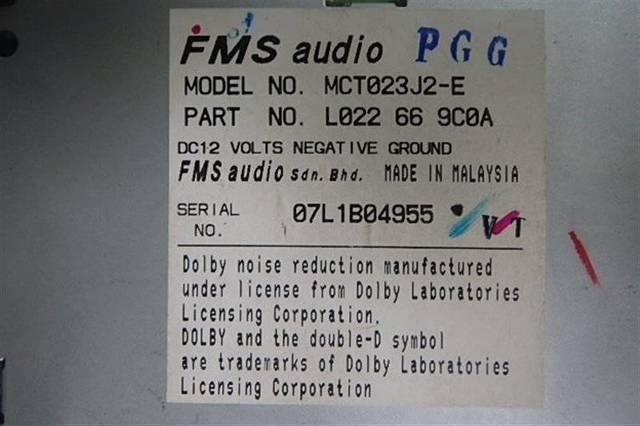 FMS audio PGG
MODEL NO. MCT023J2-E
PART NO. L022 66 9C0A
DC12 VOLTS NEGATIVE GROUND
FMS audio Sdn. Bhd. MADE IN MALAYSIA
SERIAL NO. 07L1B04955 VT
Dolby noise reduction manufactured
under license from Dolby Laboratories
Licensing Corporation.
DOLBY and the double-D symbol
are trademarks of Dolby Laboratories
Licensing Corporation